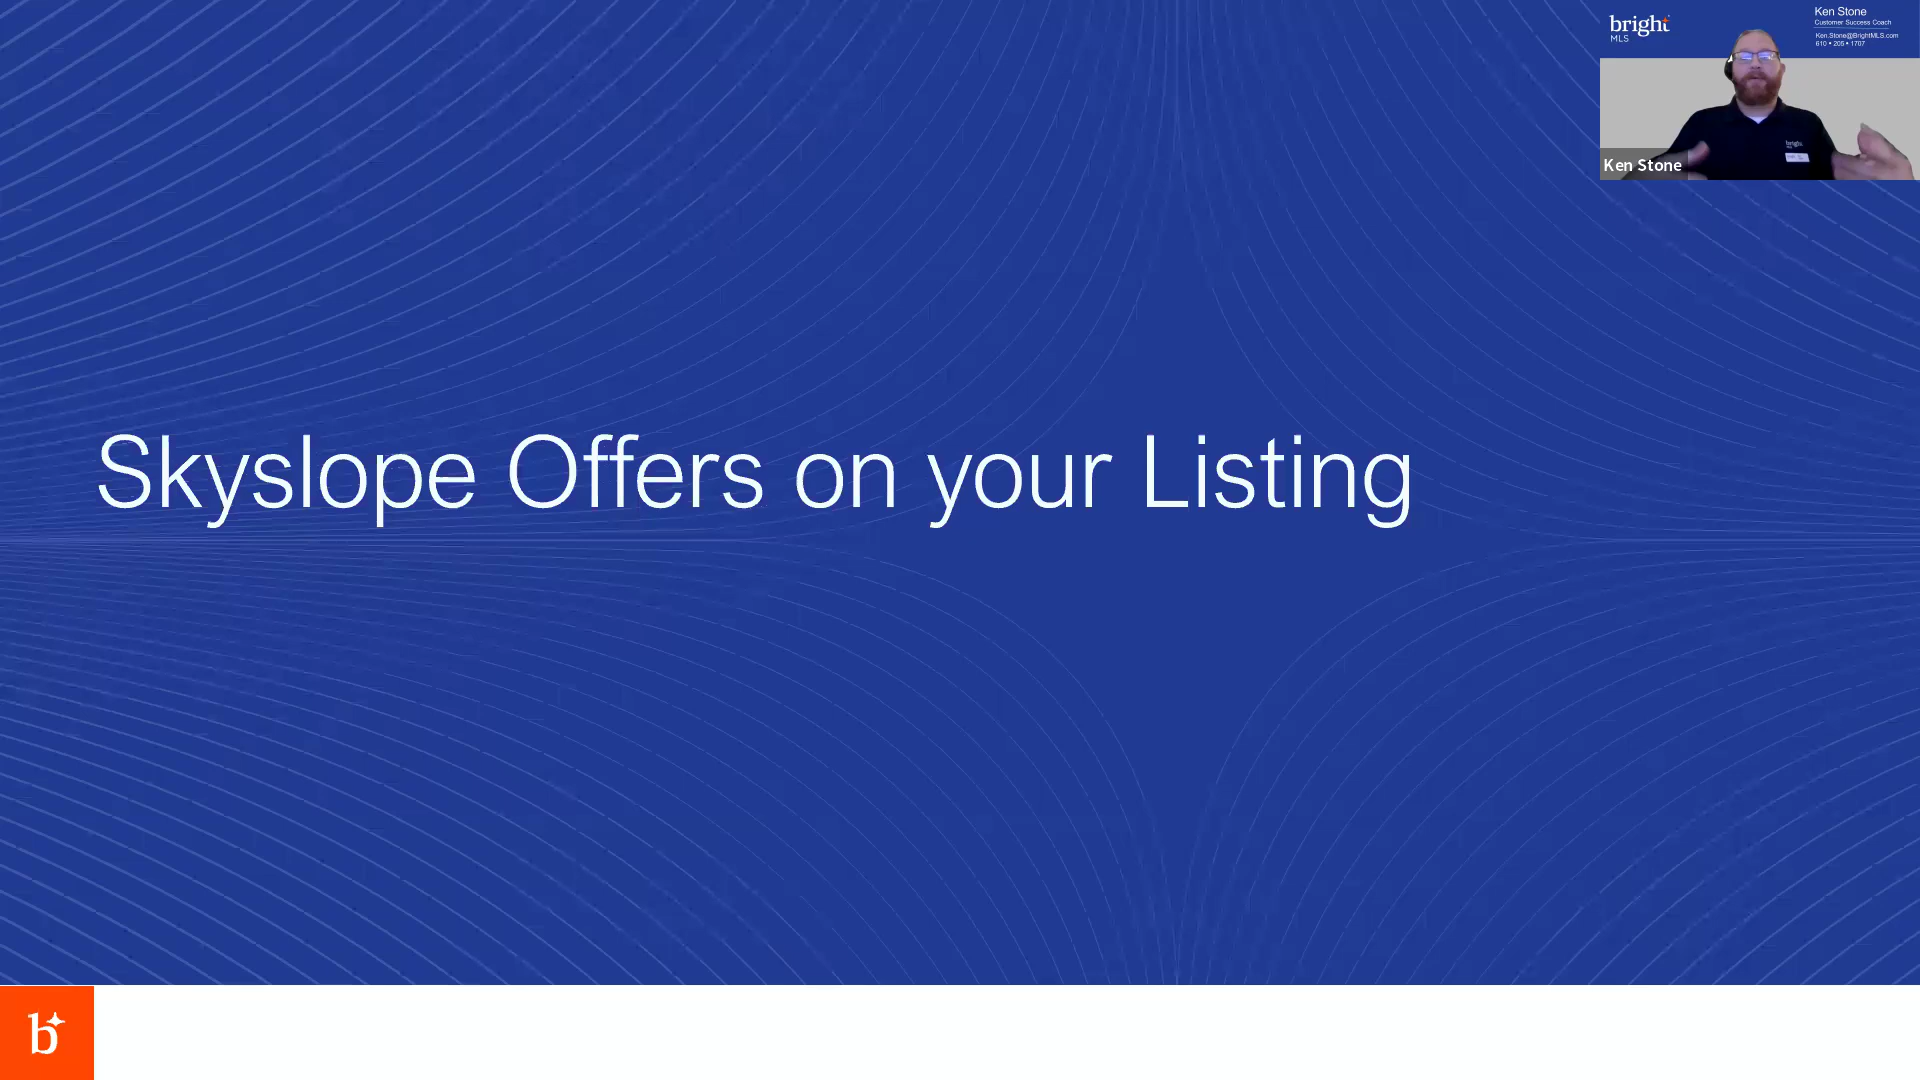 bright
MLS
Ken Stone
Customer Success Coach
Ken.Stone@BrightMLS.com
610 • 205 • 1707
bright
Ken Stone
Skyslope Offers on your Listing
b